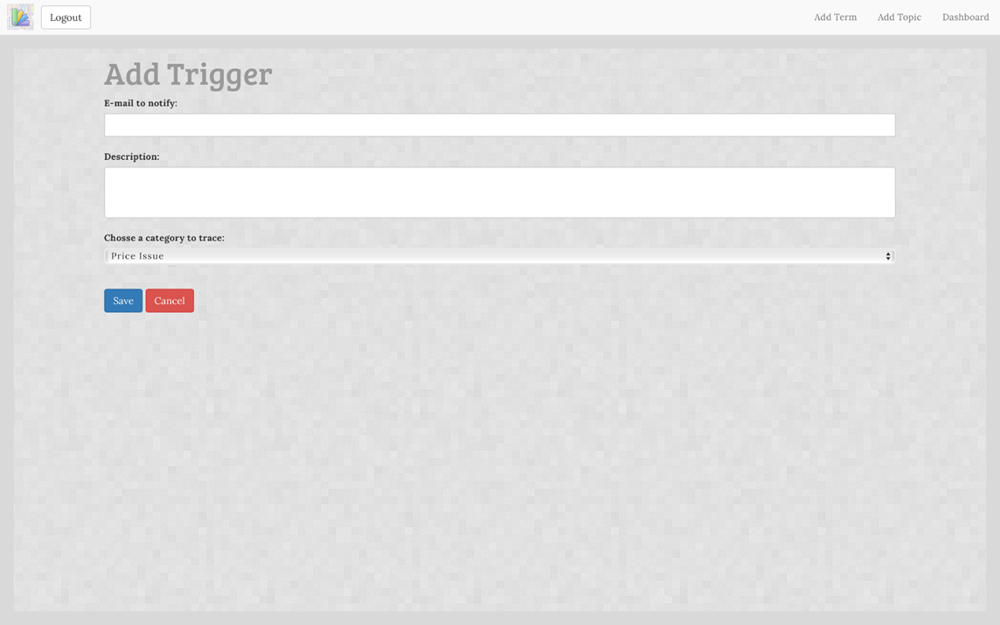 Logout
Add Term
Add Topic
Dashboard
Add Trigger
E-mail to notify:
Description:
Chosse a category to trace:
Price Issue
Save
Cancel